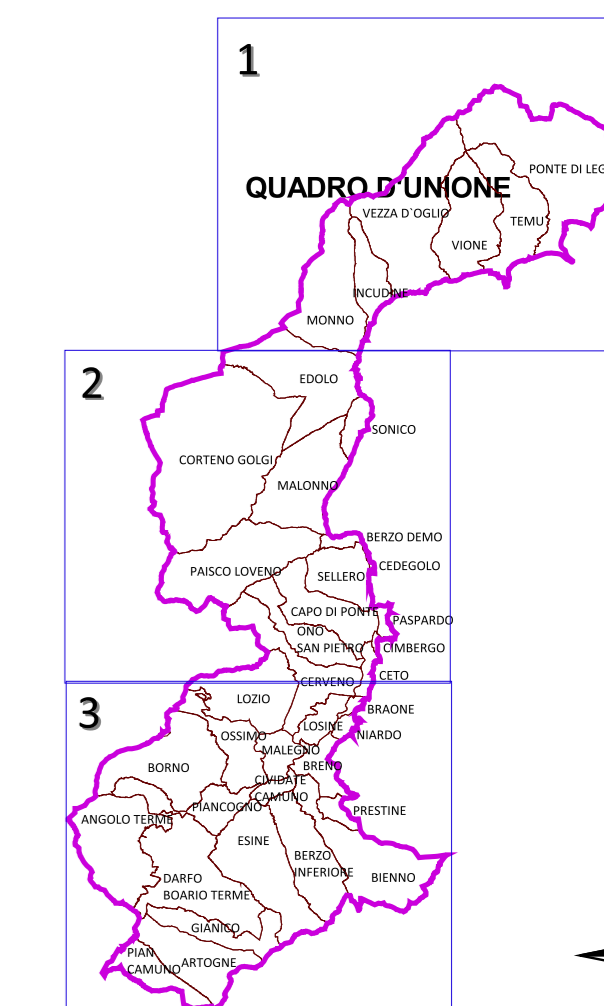 1
PONTE DI LEG
QUADRO D'UNIONE
VEZZA D`OGLIO
TEMU
VIONE
INCUDINE
MONNO
2
EDOLO
SONICO
CORTENO GOLGI
MALONNO
BERZO DEMO
CEDEGOLO
PAISCO LOVENO
SELLERO
CAPO DI PONTE
PASPARDO
ONO
SAN PIETRO
CIMBERGO
CETO
CERVENO
3
LOZIO
BRAONE
LOSINE
NIARDO
OSSIMO
MALEGNO
BORNO
BRENO
CIVIDATE
CAMUNO
PIANCOGNO
PRESTINE
ANGOLO TERME
ESINE
BERZO
INFERIORE
BIENNO
DARFO
BOARIO TERME
GIANICO
PIAN
CAMUNO
ARTOGNE